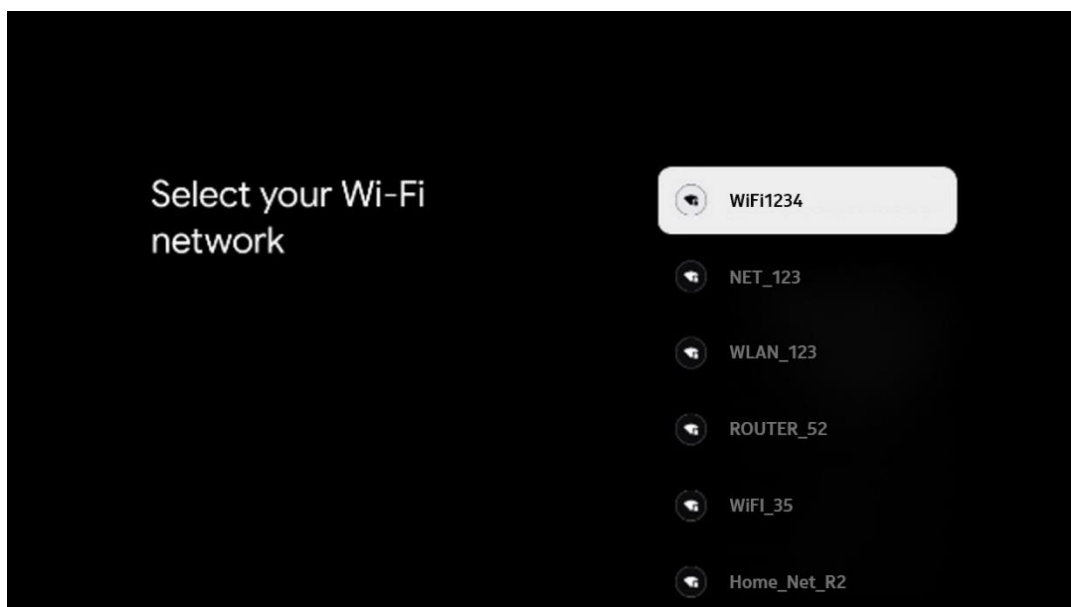 Select your Wi-Fi
network
WiFi1234
NET_123
WLAN_123
ROUTER_52
WiFI_35
Home_Net_R2